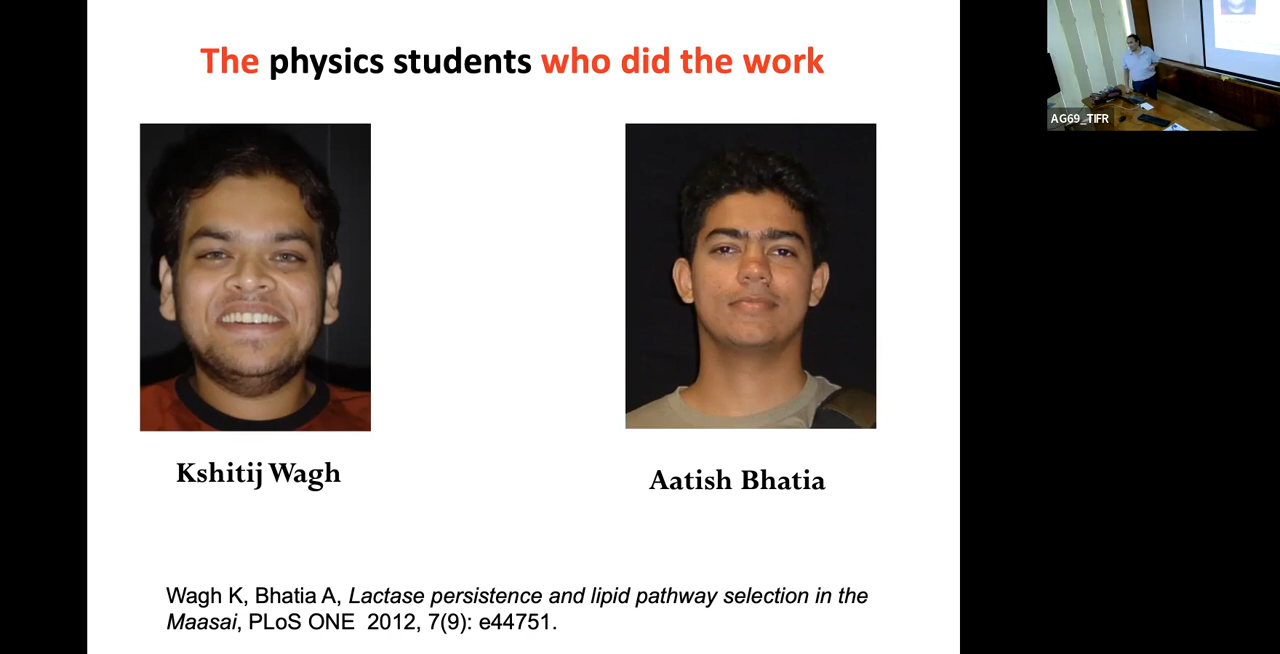 The physics students who did the work
AG69_TIFR
Kshitij Wagh
Aatish Bhatia
Wagh K, Bhatia A, Lactase persistence and lipid pathway selection in the
Maasai, PLoS ONE  2012, 7(9): e44751.